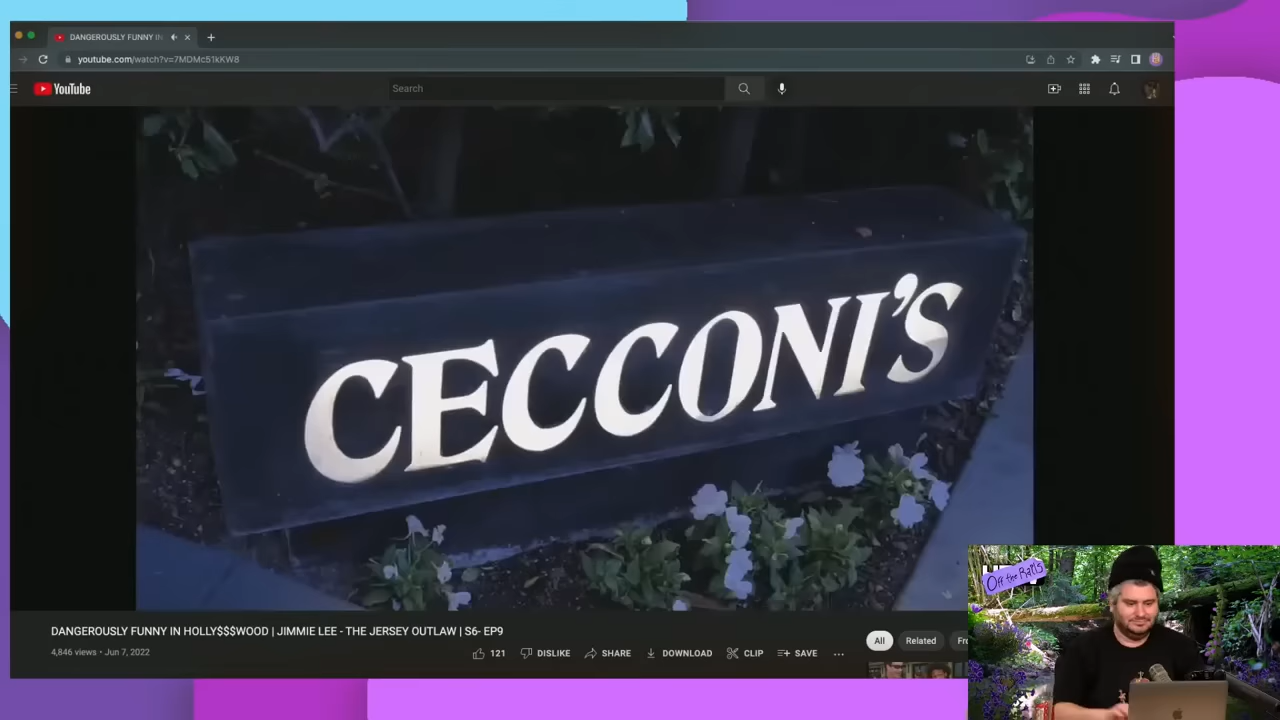 DANGEROUSLY FUNNY IN
youtube.com/watch?v=7MDMc51kKW8
YouTube
Search
CECCONI'S
Off the Rails
DANGEROUSLY FUNNY IN HOLLY$$$WOOD | JIMMIE LEE - THE JERSEY OUTLAW | S6- EP9
4,846 views • Jun 7, 2022
121
DISLIKE
SHARE
DOWNLOAD
CLIP
SAVE
All
Related